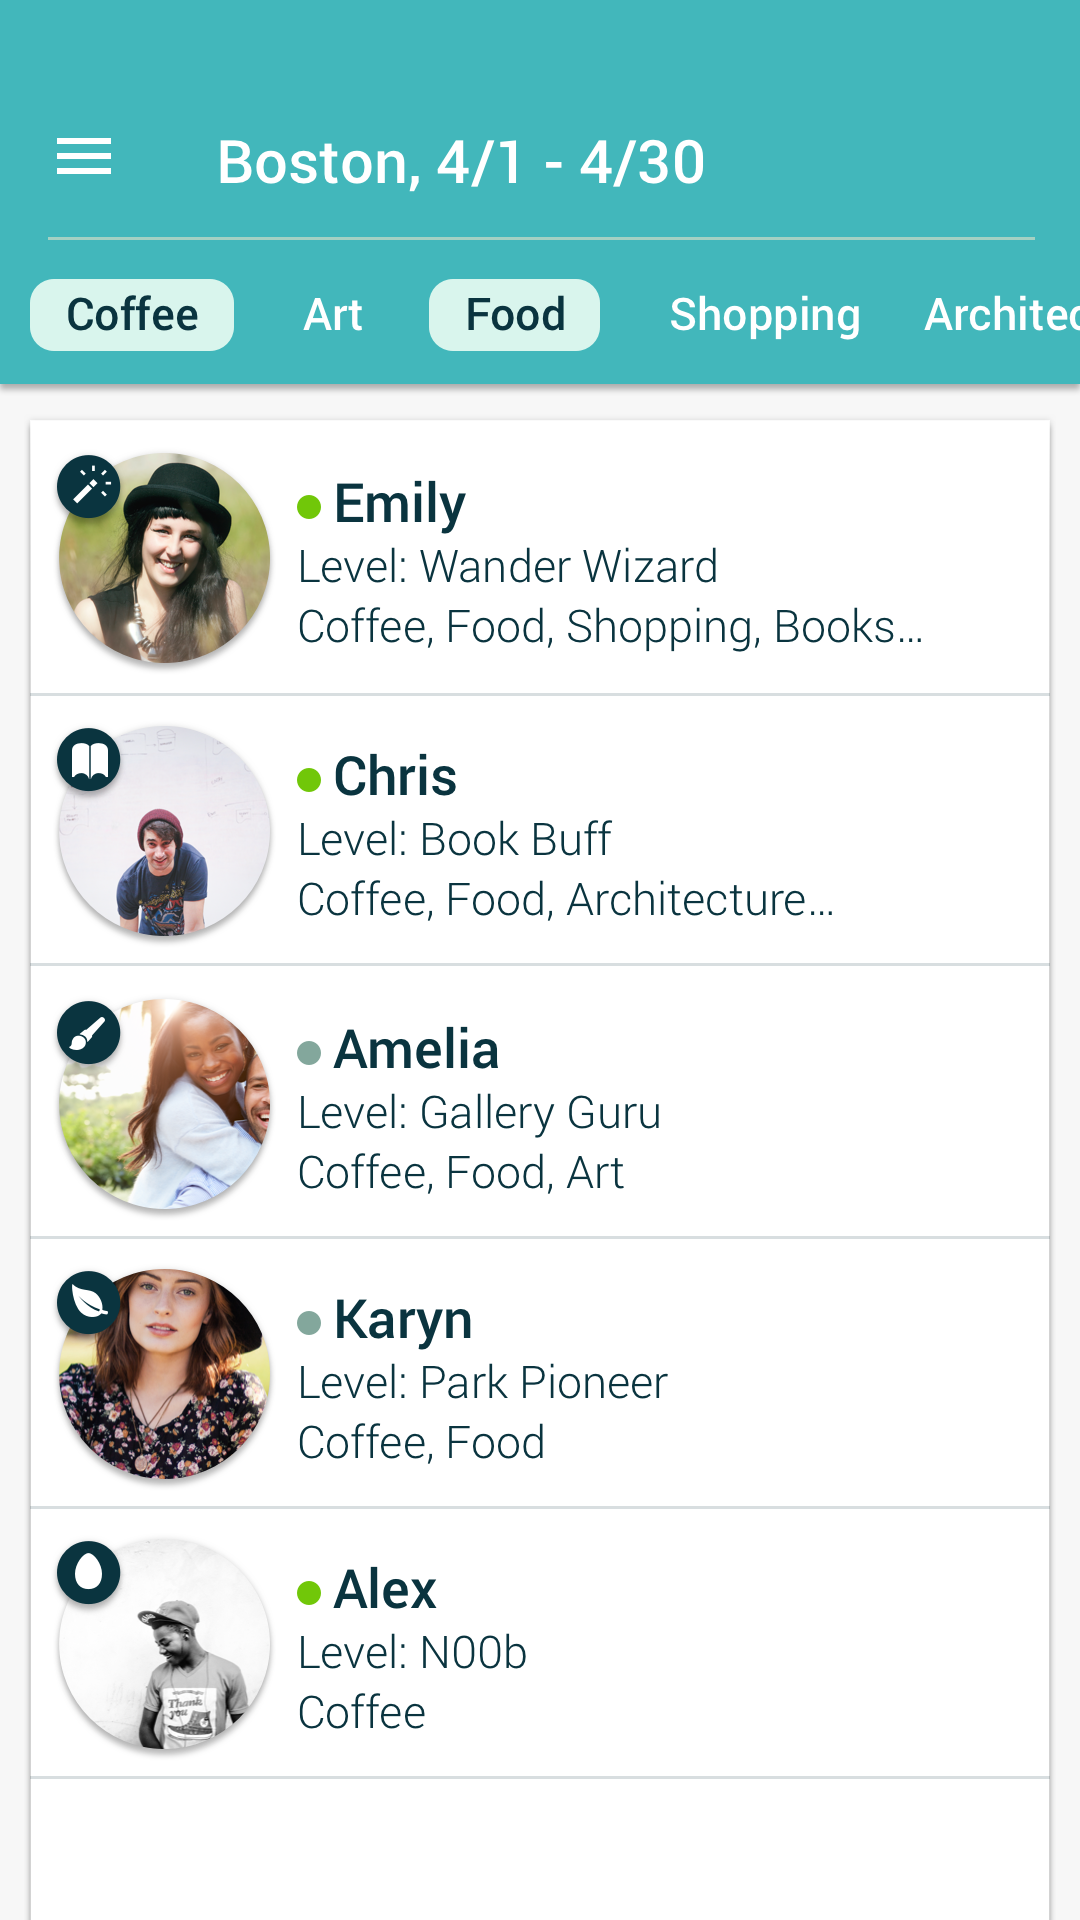 Boston, 4/1 - 4/30
Coffee Art Food Shopping Architec
Emily
Level: Wander Wizard
Coffee, Food, Shopping, Books...
Chris
Level: Book Buff
Coffee, Food, Architecture...
Amelia
Level: Gallery Guru
Coffee, Food, Art
Karyn
Level: Park Pioneer
Coffee, Food
Alex
Level: N00b
Coffee
Thank
you